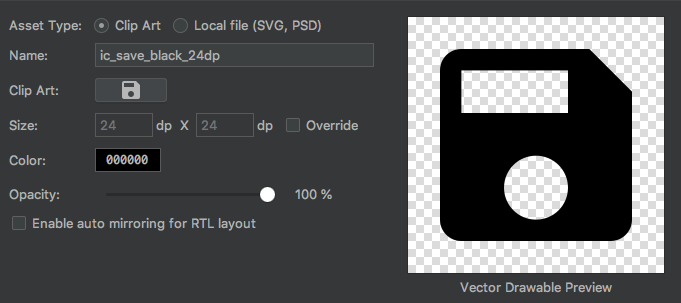 Asset Type: Clip Art Local file (SVG, PSD)
Name: ic_save_black_24dp
Clip Art:
Size: 24 dp X 24 dp Override
Color: 000000
Opacity: 100 %
Enable auto mirroring for RTL layout
Vector Drawable Preview